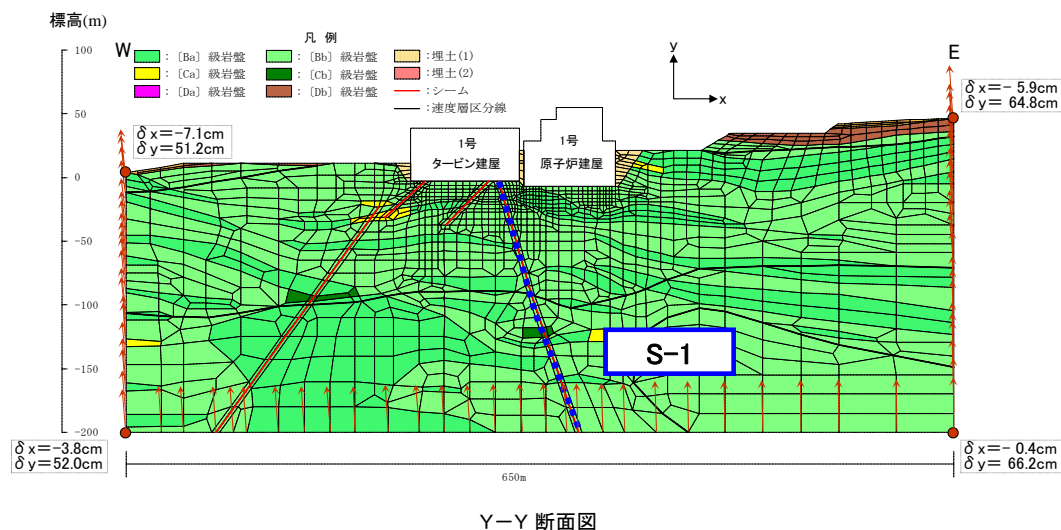 標高(m)
凡 例
W
：〔Ba〕級岩盤
：〔Bb〕級岩盤
：埋土(1)
：〔Ca〕級岩盤
：〔Cb〕級岩盤
：埋土(2)
：〔Da〕級岩盤
：〔Db〕級岩盤
：シーム
：速度層区分線
y
x
E
100
50
0
-50
-100
-150
-200
δx＝-7.1cm
δy＝51.2cm
δx＝- 5.9cm
δy＝ 64.8cm
1号
タービン建屋
1号
原子炉建屋
S-1
δx＝-3.8cm
δy＝52.0cm
δx＝- 0.4cm
δy＝ 66.2cm
650m
Y－Y 断面図